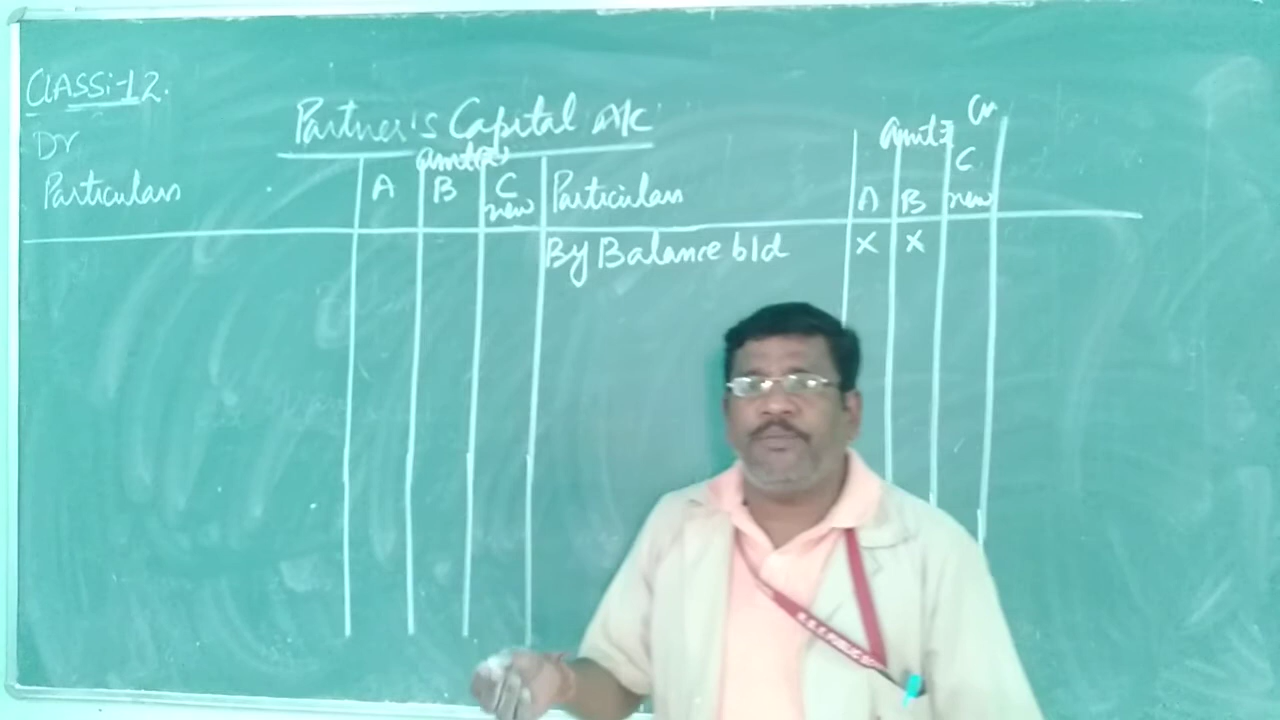 CLASS:-12.
Partner's Capital A/c
Dr
Cr
Amt(₹)
Amt ₹
Particulars A B C new Particulars A B C new
By Balance b/d x x